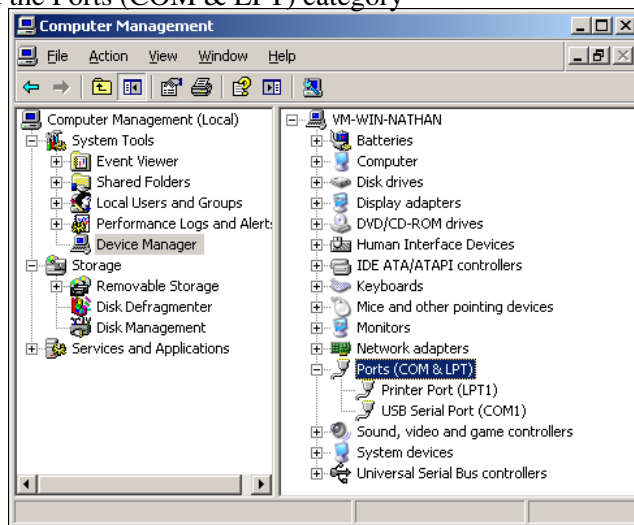 the Ports (COM & LPT) category
Computer Management
File Action View Window Help
Computer Management (Local)
System Tools
Event Viewer
Shared Folders
Local Users and Groups
Performance Logs and Alert
Device Manager
Storage
Removable Storage
Disk Defragmenter
Disk Management
Services and Applications
VM-WIN-NATHAN
Batteries
Computer
Disk drives
Display adapters
DVD/CD-ROM drives
Human Interface Devices
IDE ATA/ATAPI controllers
Keyboards
Mice and other pointing devices
Monitors
Network adapters
Ports (COM & LPT)
Printer Port (LPT1)
USB Serial Port (COM1)
Sound, video and game controllers
System devices
Universal Serial Bus controllers